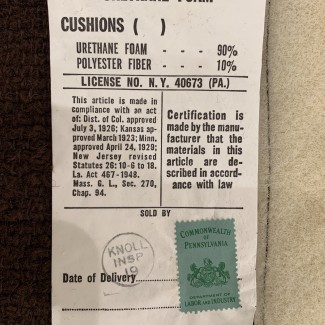 CUSHIONS ( )
URETHANE FOAM - - - 90%
POLYESTER FIBER - - - 10%
LICENSE NO. N. Y. 40673 (PA.)
This article is made in
compliance with an act
of: Dist. of Col. approved
July 3, 1926; Kansas ap-
proved March 1923; Minn.
approved April 24, 1929;
New Jersey revised
Statutes 26: 10-6 to 18.
La. Act 467-1948.
Mass. G. L., Sec. 270,
Chap. 94.
Certification is
made by the manu-
facturer that the
materials in this
article are de-
scribed in accord-
ance with law
SOLD BY
KNOLL
INSP
19
Date of Delivery
COMMONWEALTH
OF
PENNSYLVANIA
DEPARTMENT OF
LABOR AND INDUSTRY